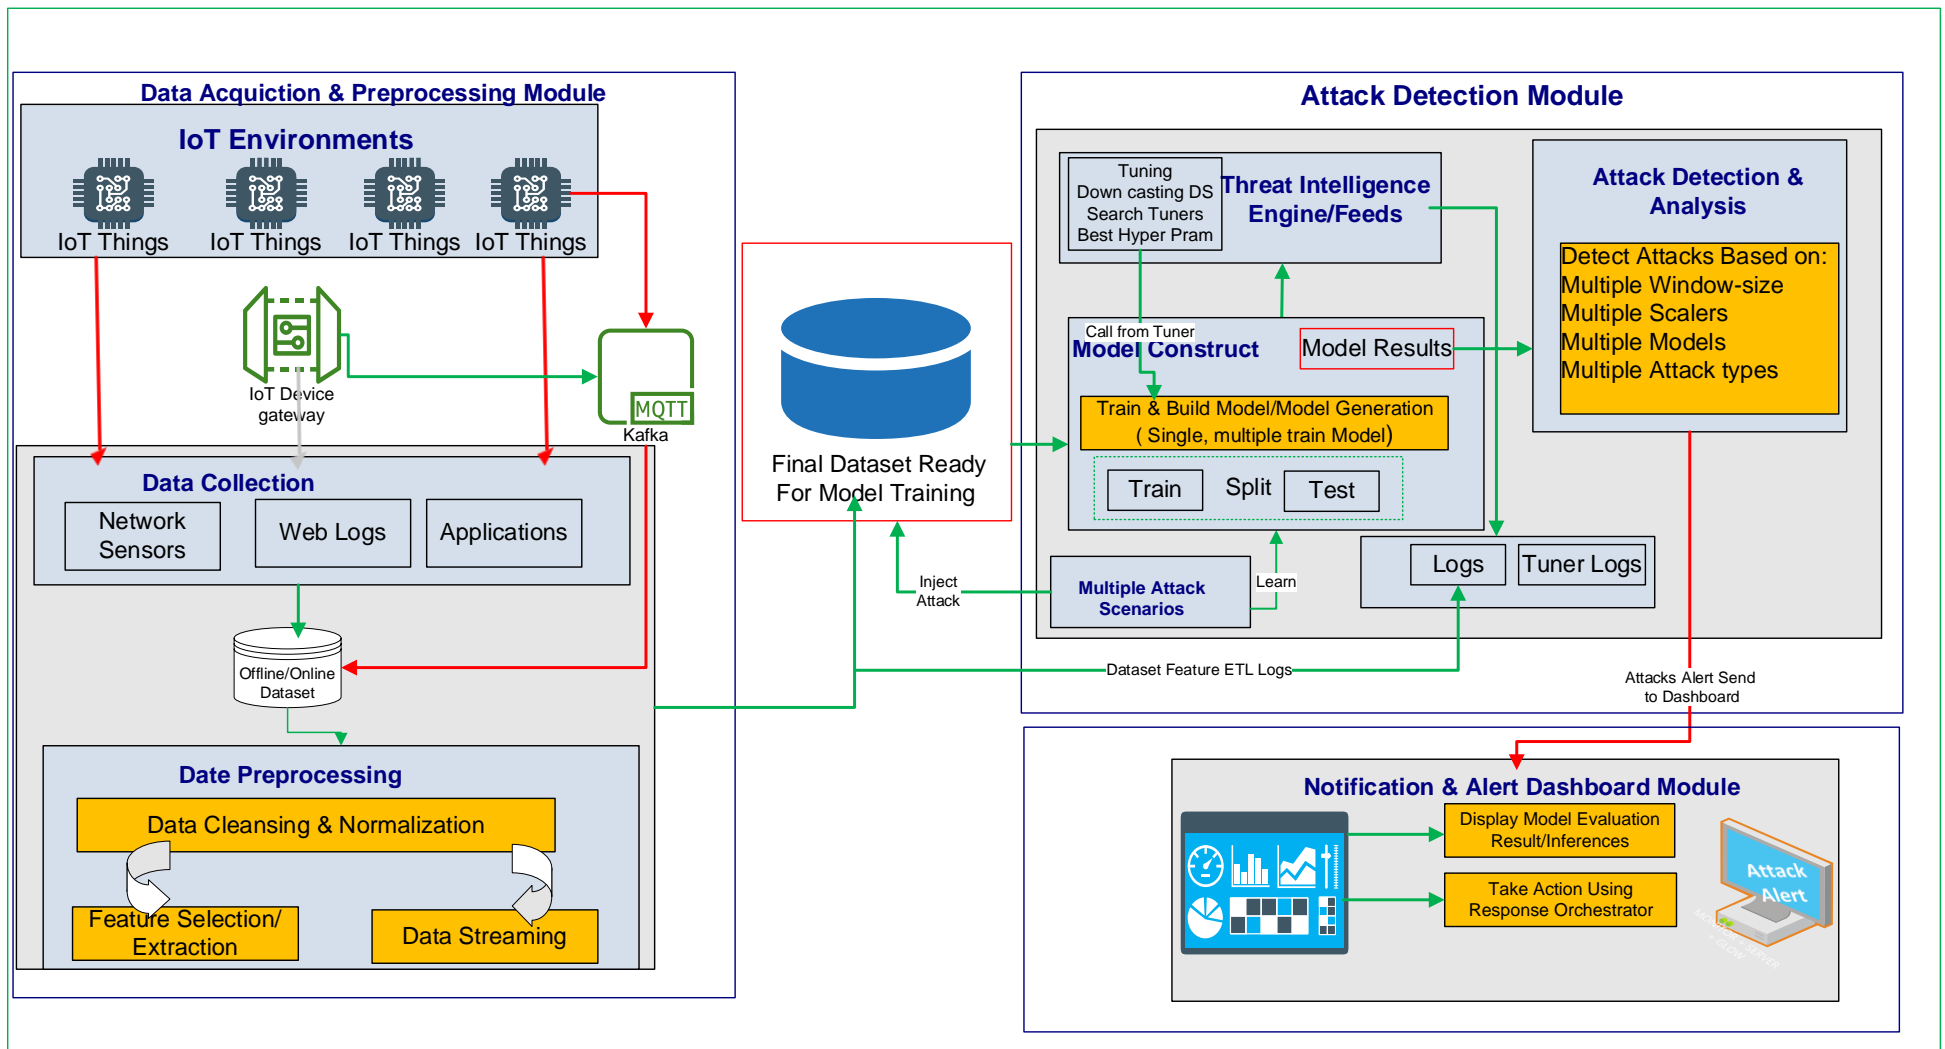 Data Acquiction & Preprocessing Module
IoT Environments
IoT Things
IoT Things
IoT Things
IoT Things
IoT Device
gateway
MQTT
Kafka
Data Collection
Network
Sensors
Web Logs
Applications
Offline/Online
Dataset
Date Preprocessing
Data Cleansing & Normalization
Feature Selection/
Extraction
Data Streaming
Final Dataset Ready
For Model Training
Inject
Attack
Dataset Feature ETL Logs
Attack Detection Module
Tuning
Down casting DS
Search Tuners
Best Hyper Pram
Threat Intelligence
Engine/Feeds
Call from Tuner
Model Construct
Model Results
Train & Build Model/Model Generation
( Single, multiple train Model)
Train
Split
Test
Multiple Attack
Scenarios
Learn
Logs
Tuner Logs
Attack Detection &
Analysis
Detect Attacks Based on:
Multiple Window-size
Multiple Scalers
Multiple Models
Multiple Attack types
Attacks Alert Send
to Dashboard
Notification & Alert Dashboard Module
Display Model Evaluation
Result/Inferences
Take Action Using
Response Orchestrator
Attack
Alert
SERVER
+ GLOW